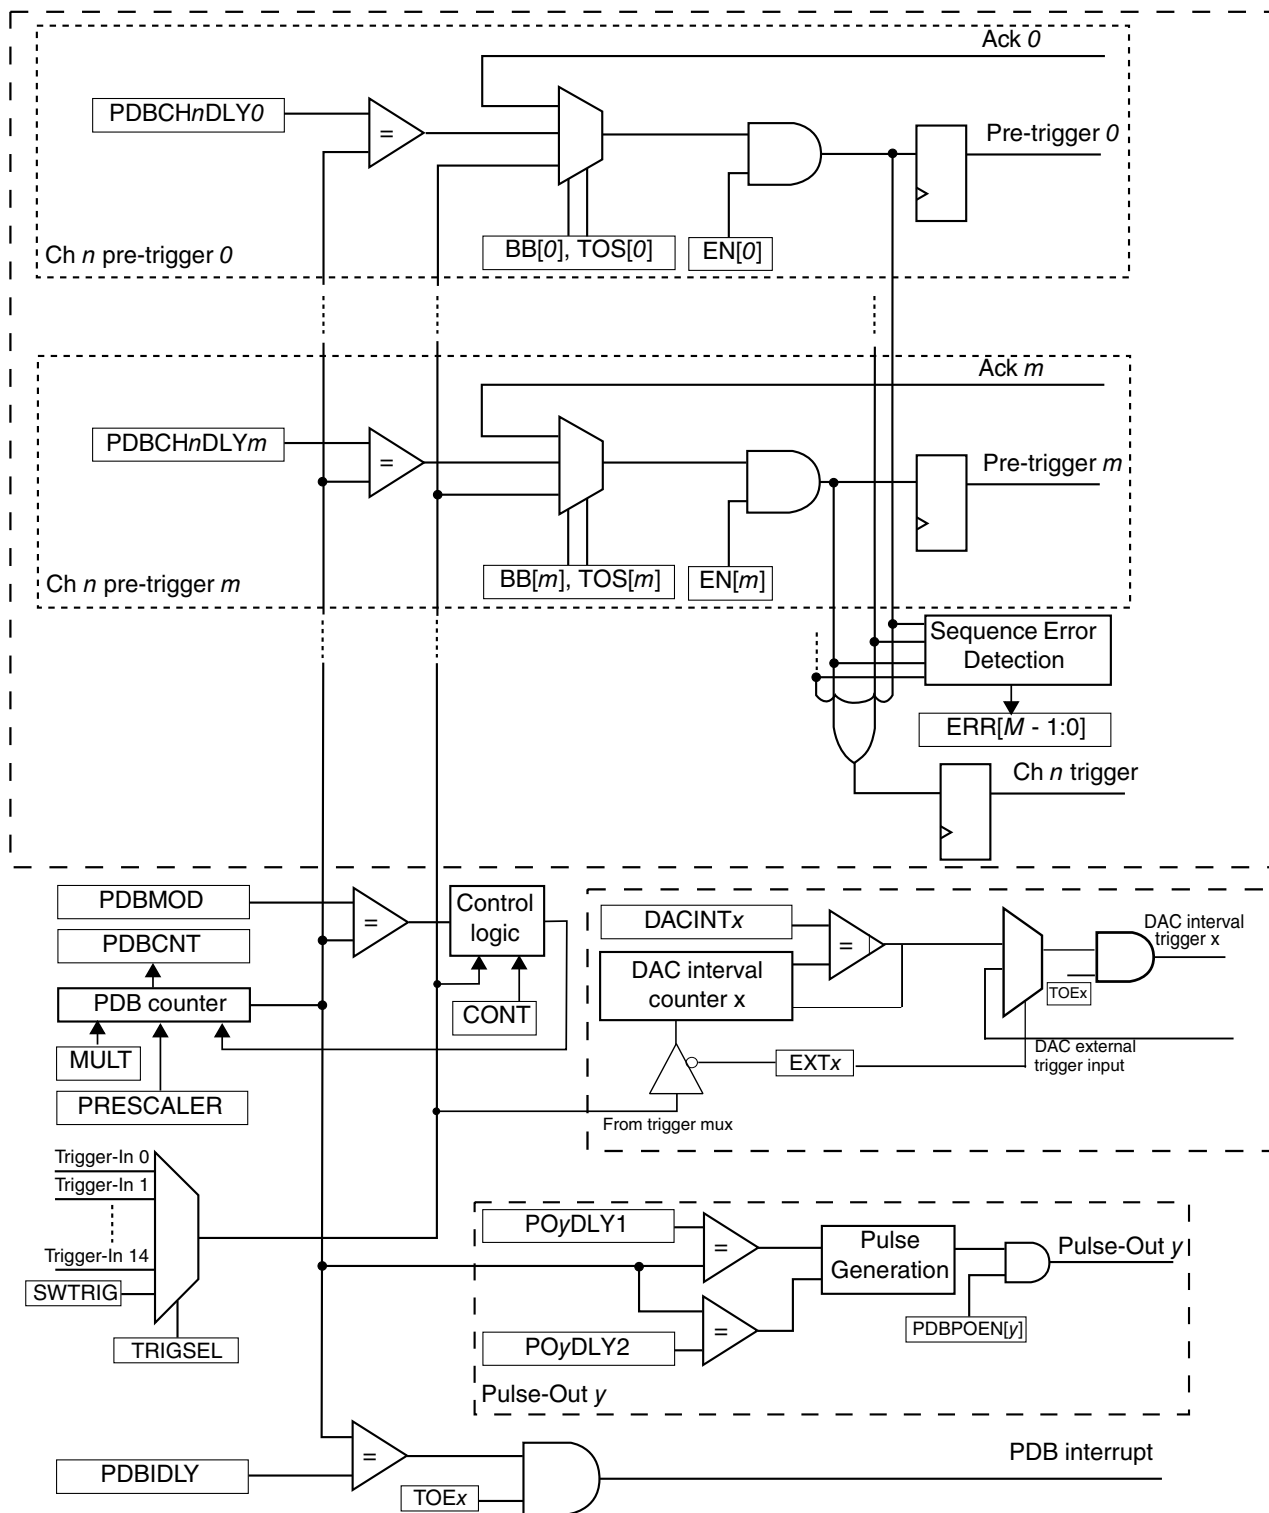 Ack 0
PDBCHnDLY0
=
Pre-trigger 0
BB[0], TOS[0]
EN[0]
Ch n pre-trigger 0
Ack m
PDBCHnDLYm
=
Pre-trigger m
BB[m], TOS[m]
EN[m]
Ch n pre-trigger m
Sequence Error
Detection
ERR[M - 1:0]
Ch n trigger
PDBMOD
=
Control
logic
PDBCNT
PDB counter
CONT
MULT
PRESCALER
DACINTx
=
DAC interval
counter x
DAC interval
trigger x
TOEx
EXTx
DAC external
trigger input
From trigger mux
Trigger-In 0
Trigger-In 1
Trigger-In 14
SWTRIG
TRIGSEL
POyDLY1
=
Pulse
Generation
Pulse-Out y
PDBPOEN[y]
=
POyDLY2
Pulse-Out y
PDBIDLY
=
TOEx
PDB interrupt